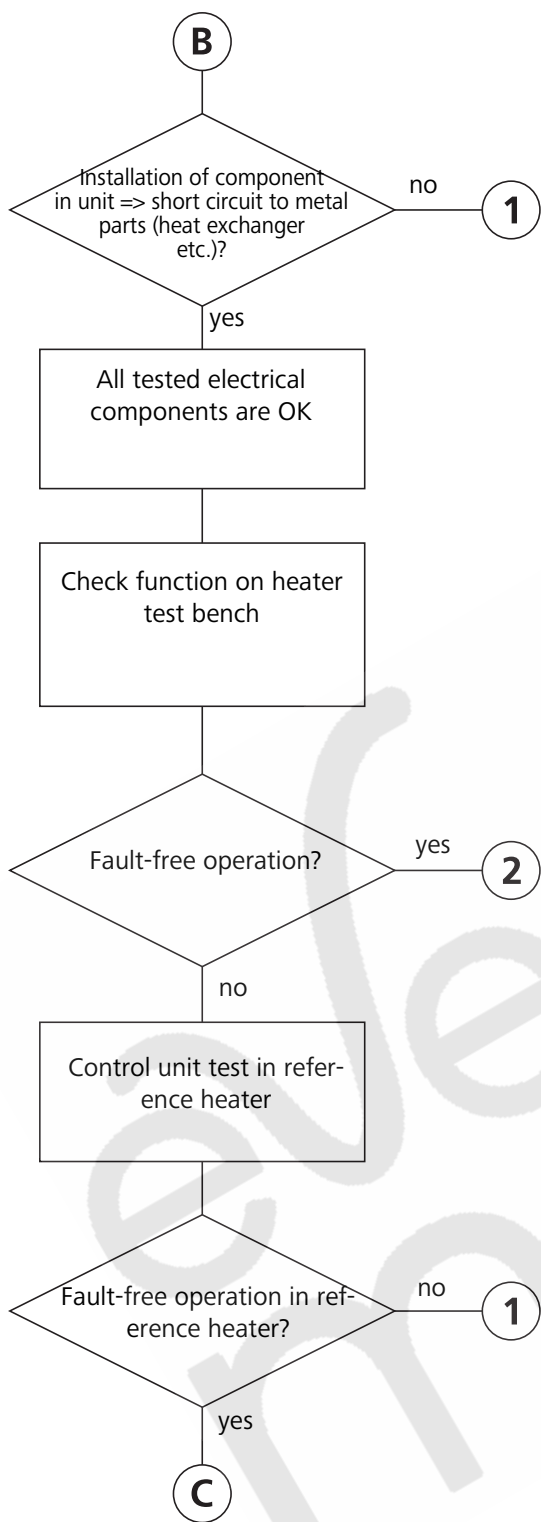 B
Installation of component
in unit => short circuit to metal
parts (heat exchanger
etc.)?
no
1
yes
All tested electrical
components are OK
Check function on heater
test bench
Fault-free operation?
yes
2
no
Control unit test in refer-
ence heater
Fault-free operation in ref-
erence heater?
no
1
yes
C